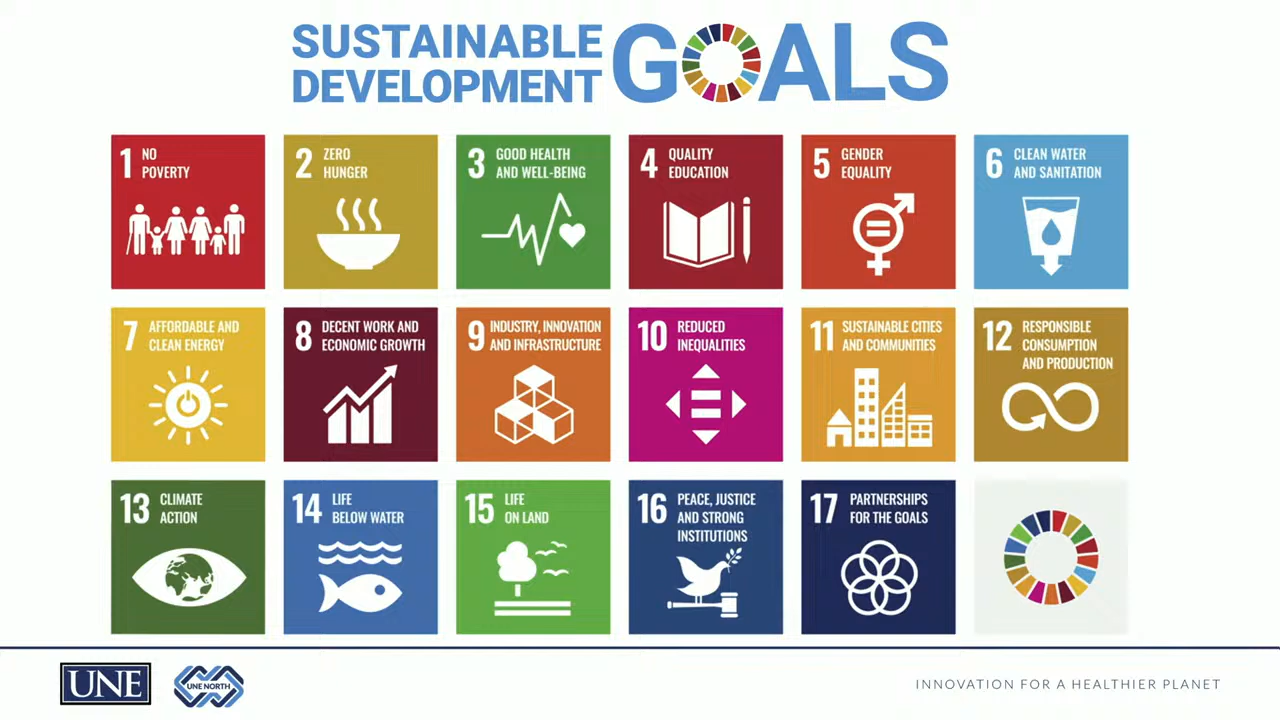 SUSTAINABLE
DEVELOPMENT
GOALS
1 NO
POVERTY
2 ZERO
HUNGER
3 GOOD HEALTH
AND WELL-BEING
4 QUALITY
EDUCATION
5 GENDER
EQUALITY
6 CLEAN WATER
AND SANITATION
7 AFFORDABLE AND
CLEAN ENERGY
8 DECENT WORK AND
ECONOMIC GROWTH
9 INDUSTRY, INNOVATION
AND INFRASTRUCTURE
10 REDUCED
INEQUALITIES
11 SUSTAINABLE CITIES
AND COMMUNITIES
12 RESPONSIBLE
CONSUMPTION
AND PRODUCTION
13 CLIMATE
ACTION
14 LIFE
BELOW WATER
15 LIFE
ON LAND
16 PEACE, JUSTICE
AND STRONG
INSTITUTIONS
17 PARTNERSHIPS
FOR THE GOALS
UNE
UNE NORTH
INNOVATION FOR A HEALTHIER PLANET